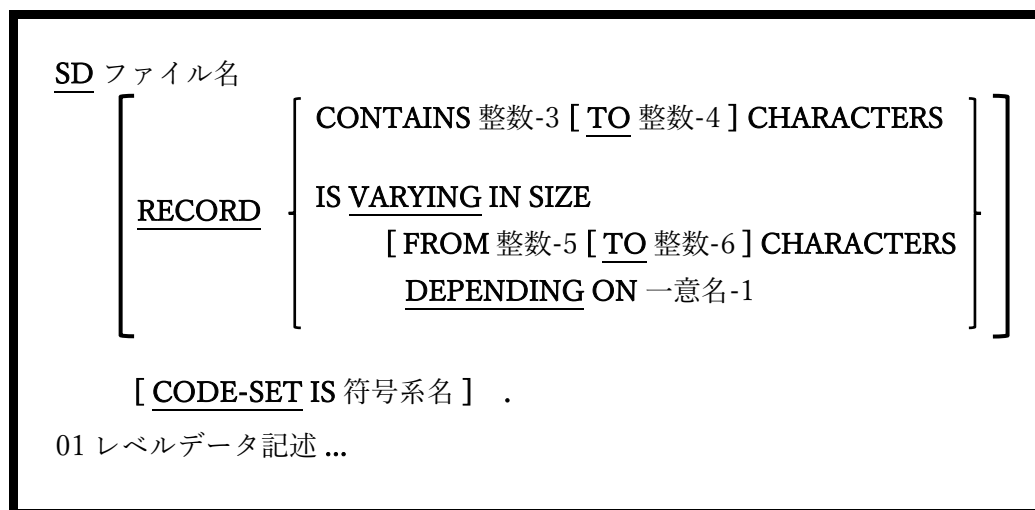 SD ファイル名
CONTAINS 整数-3 [ TO 整数-4 ] CHARACTERS
RECORD
IS VARYING IN SIZE
[ FROM 整数-5 [ TO 整数-6 ] CHARACTERS
DEPENDING ON 一意名-1
[ CODE-SET IS 符号系名 ] .
01 レベルデータ記述 ...